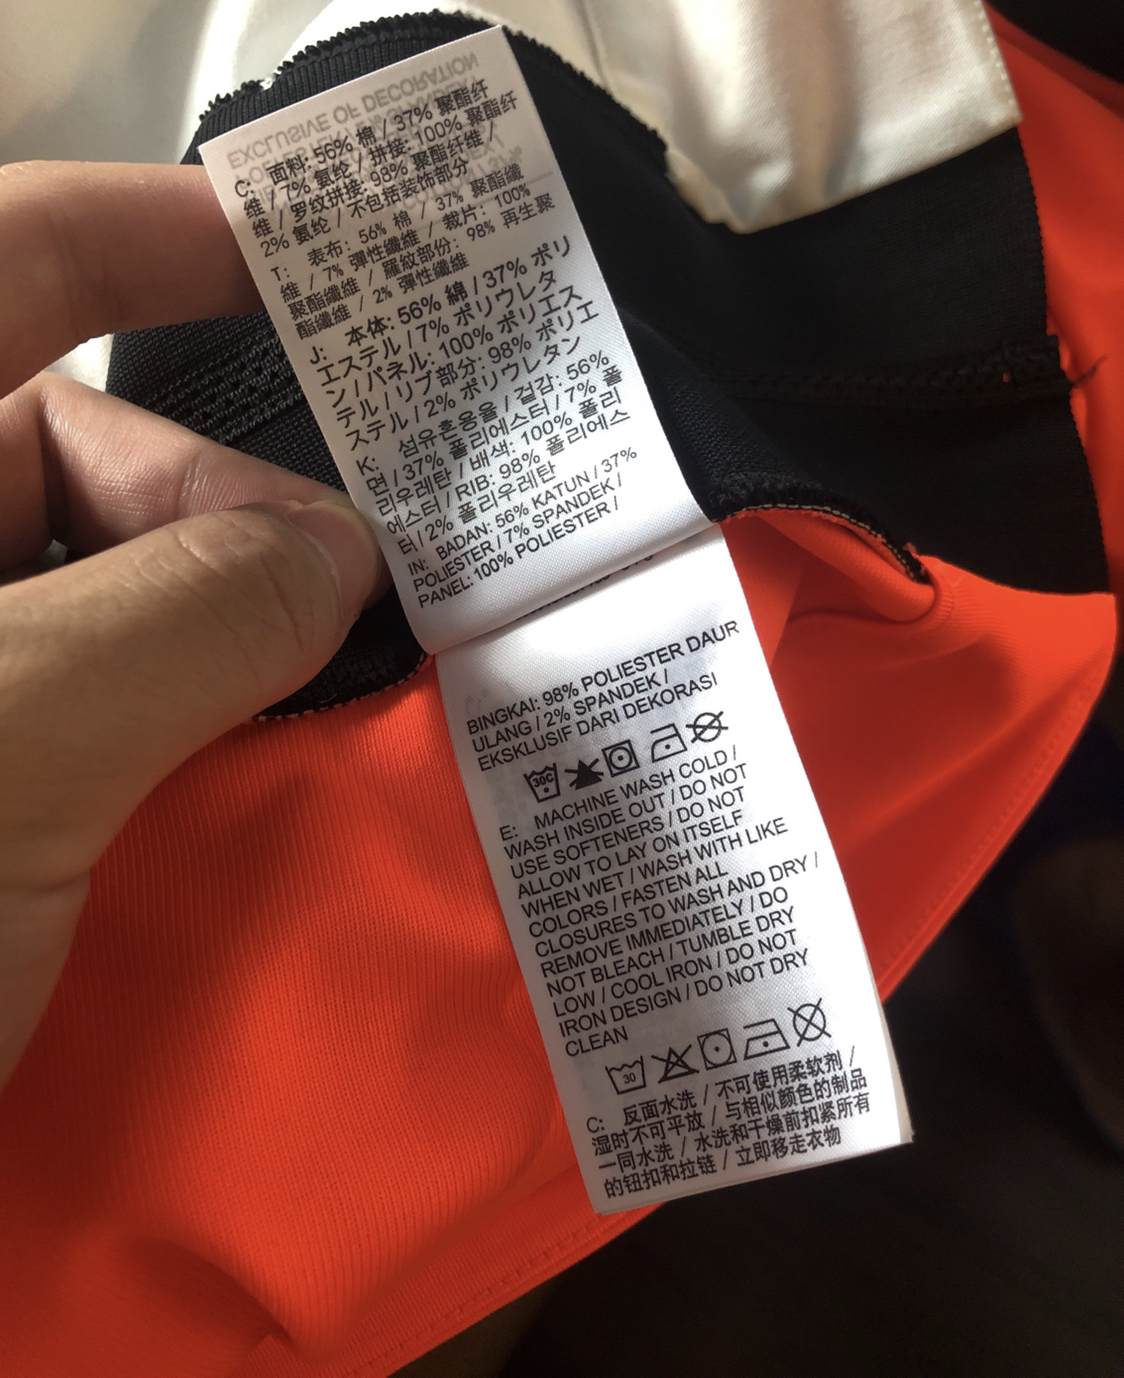 EXCLUSIVE OF DECORATION
C: 面料: 56% 棉 / 37% 聚酯纤
维 / 7% 氨纶 / 拼接: 100% 聚酯纤
维 / 罗纹拼接: 98% 聚酯纤维 /
2% 氨纶 / 不包括装饰部分
T: 表布: 56% 棉 / 37% 聚酯纖
維 / 7% 彈性纖維 / 裁片: 100%
聚酯纖維 / 羅紋部份: 98% 再生聚
酯纖維 / 2% 彈性纖維
J: 本体: 56% 綿 / 37% ポリ
エステル / 7% ポリウレタ
ン / パネル: 100% ポリエス
テル / リブ部分: 98% ポリエ
ステル / 2% ポリウレタン
K: 섬유혼용율 / 겉감: 56%
면 / 37% 폴리에스터 / 7% 폴
리우레탄 / 배색: 100% 폴리
에스터 / RIB: 98% 폴리에스
터 / 2% 폴리우레탄
IN: BADAN: 56% KATUN / 37%
POLIESTER / 7% SPANDEK /
PANEL: 100% POLIESTER /
BINGKAI: 98% POLIESTER DAUR
ULANG / 2% SPANDEK /
EKSKLUSIF DARI DEKORASI
30C
E: MACHINE WASH COLD /
WASH INSIDE OUT / DO NOT
USE SOFTENERS / DO NOT
ALLOW TO LAY ON ITSELF
WHEN WET / WASH WITH LIKE
COLORS / FASTEN ALL
CLOSURES TO WASH AND DRY /
REMOVE IMMEDIATELY / DO
NOT BLEACH / TUMBLE DRY
LOW / COOL IRON / DO NOT
IRON DESIGN / DO NOT DRY
CLEAN
30
C: 反面水洗 / 不可使用柔软剂 /
湿时不可平放 / 与相似颜色的制品
一同水洗 / 水洗和干燥前扣紧所有
的钮扣和拉链 / 立即移走衣物